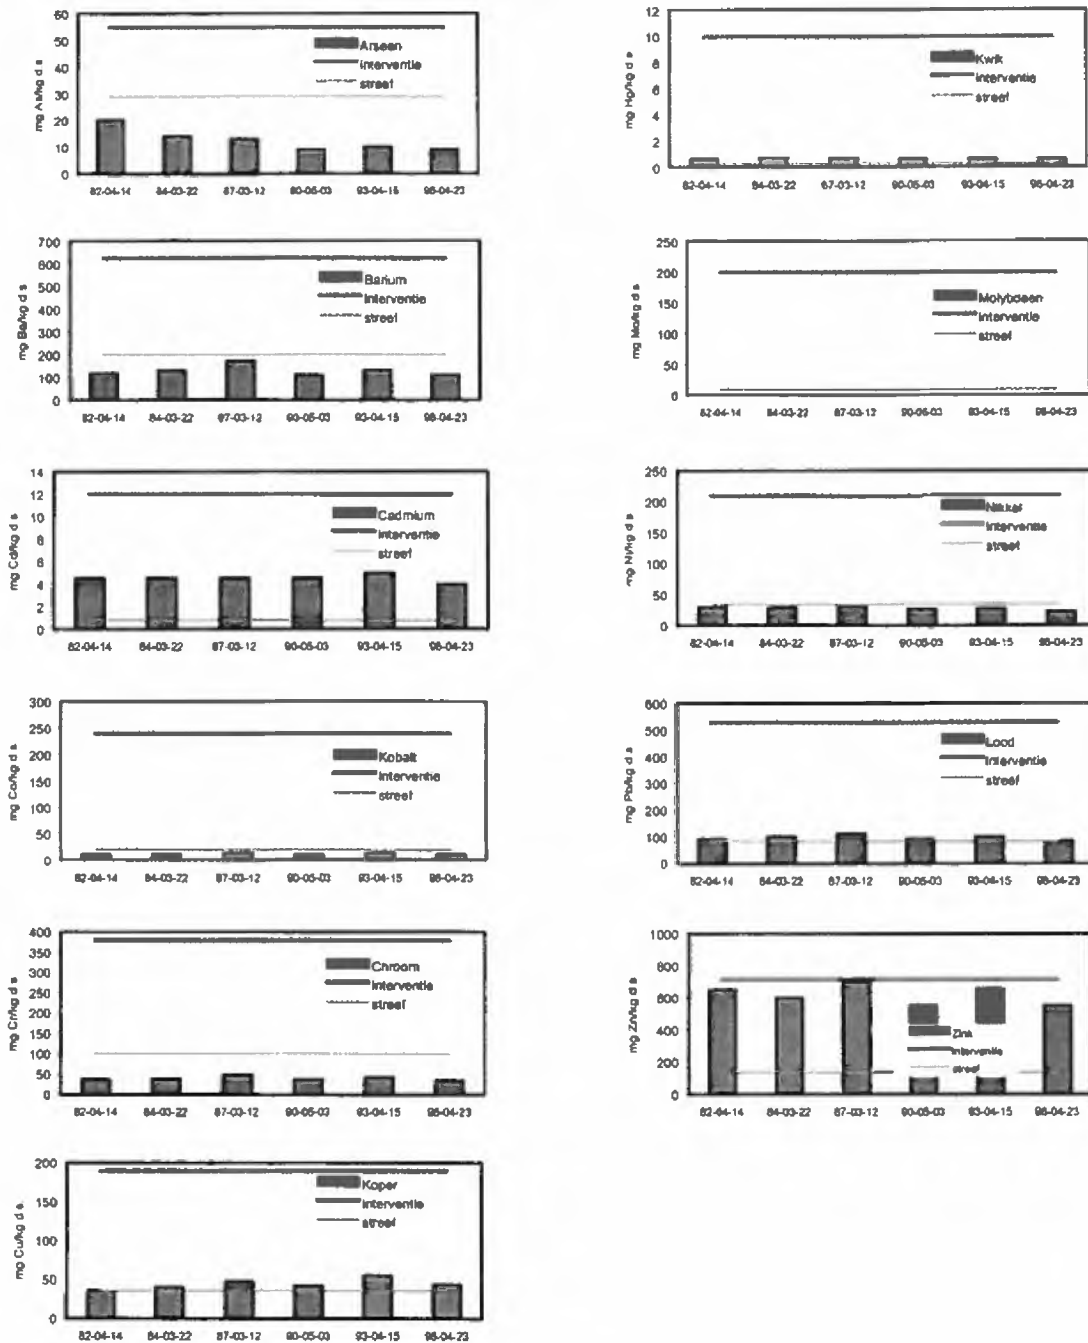 60
50
40
30
20
10
0
mg As/kg d s
Arseen
interventie
streef
82-04-14 84-03-22 87-03-12 90-05-03 93-04-15 96-04-23
700
600
500
400
300
200
100
0
mg Ba/kg d s
Barium
interventie
streef
82-04-14 84-03-22 87-03-12 90-05-03 93-04-15 96-04-23
14
12
10
8
6
4
2
0
mg Cd/kg d s
Cadmium
interventie
streef
82-04-14 84-03-22 87-03-12 90-05-03 93-04-15 96-04-23
300
250
200
150
100
50
0
mg Co/kg d s
Kobalt
interventie
streef
82-04-14 84-03-22 87-03-12 90-05-03 93-04-15 96-04-23
400
350
300
250
200
150
100
50
0
mg Cr/kg d s
Chroom
interventie
streef
82-04-14 84-03-22 87-03-12 90-05-03 93-04-15 96-04-23
200
150
100
50
0
mg Cu/kg d s
Koper
interventie
streef
82-04-14 84-03-22 87-03-12 90-05-03 93-04-15 96-04-23
12
10
8
6
4
2
0
mg Hg/kg d s
Kwik
interventie
streef
82-04-14 84-03-22 87-03-12 90-05-03 93-04-15 96-04-23
250
200
150
100
50
0
mg Mo/kg d s
Molybdeen
interventie
streef
82-04-14 84-03-22 87-03-12 90-05-03 93-04-15 96-04-23
250
200
150
100
50
0
mg Ni/kg d s
Nikkel
interventie
streef
82-04-14 84-03-22 87-03-12 90-05-03 93-04-15 96-04-23
600
500
400
300
200
100
0
mg Pb/kg d s
Lood
interventie
streef
82-04-14 84-03-22 87-03-12 90-05-03 93-04-15 96-04-23
1000
800
600
400
200
0
mg Zn/kg d s
Zink
interventie
streef
82-04-14 84-03-22 87-03-12 90-05-03 93-04-15 96-04-23